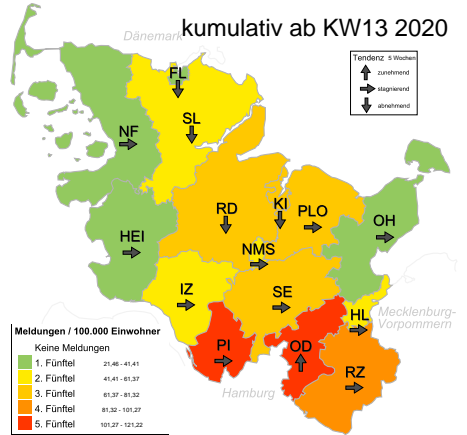 kumulativ ab KW13 2020
Dänemark
Tendenz 5 Wochen
zunehmend
stagnierend
abnehmend
FL
SL
NF
RD
KI
PLO
OH
HEI
NMS
IZ
SE
HL
Mecklenburg-
Vorpommern
PI
OD
RZ
Hamburg
Meldungen / 100.000 Einwohner
Keine Meldungen
1. Fünftel 21,46 - 41,41
2. Fünftel 41,41 - 61,37
3. Fünftel 61,37 - 81,32
4. Fünftel 81,32 - 101,27
5. Fünftel 101,27 - 121,22